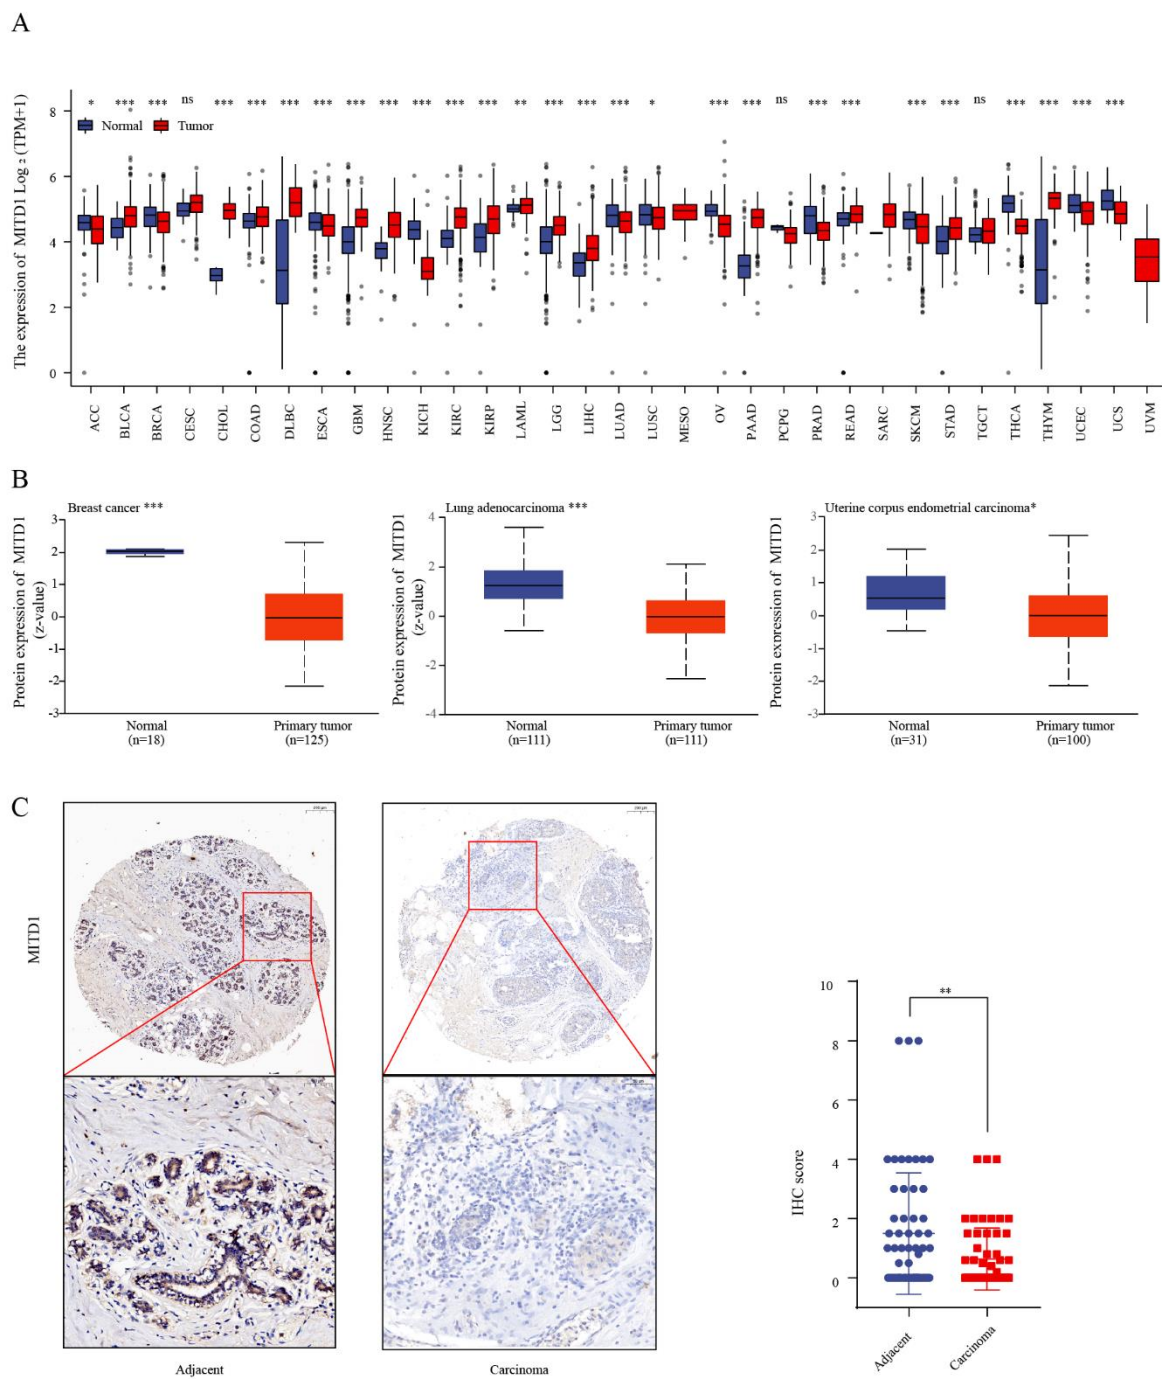 A
The expression of MITD1 Log 2 (TPM+1)
* *** *** ns *** *** *** *** *** *** *** *** *** ** *** *** *** * *** *** ns *** *** *** *** ns *** *** *** ***
8
6
4
2
0
Normal Tumor
ACC BLCA BRCA CESC CHOL COAD DLBC ESCA GBM HNSC KICH KIRC KIRP LAML LGG LIHC LUAD LUSC MESO OV PAAD PCPG PRAD READ SARC SKCM STAD TGCT THCA THYM UCEC UCS UVM
B
Breast cancer ***
Protein expression of MITD1
(z-value)
3
2
1
0
-1
-2
-3
Normal
(n=18)
Primary tumor
(n=125)
Lung adenocarcinoma ***
Protein expression of MITD1
(z-value)
4
2
0
-2
-4
Normal
(n=111)
Primary tumor
(n=111)
Uterine corpus endometrial carcinoma*
Protein expression of MITD1
(z-value)
3
2
1
0
-1
-2
-3
Normal
(n=31)
Primary tumor
(n=100)
C
MITD1
Adjacent
Carcinoma
IHC score
10
8
6
4
2
0
**
Adjacent
Carcinoma